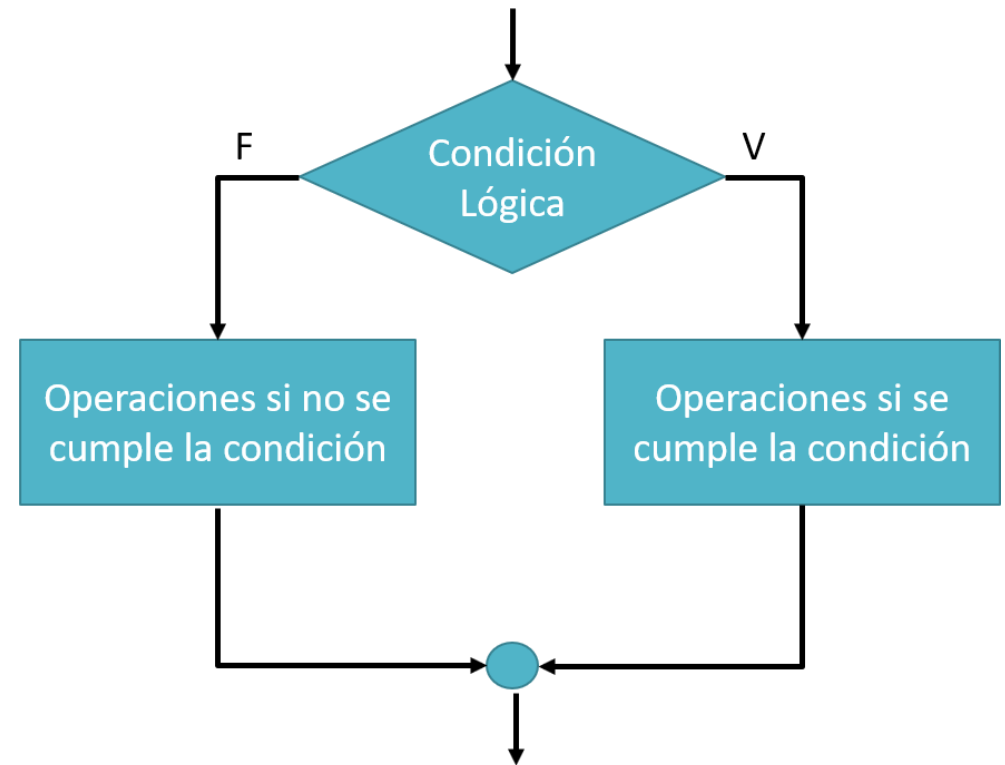 F
V
Condición
Lógica
Operaciones si no se
cumple la condición
Operaciones si se
cumple la condición